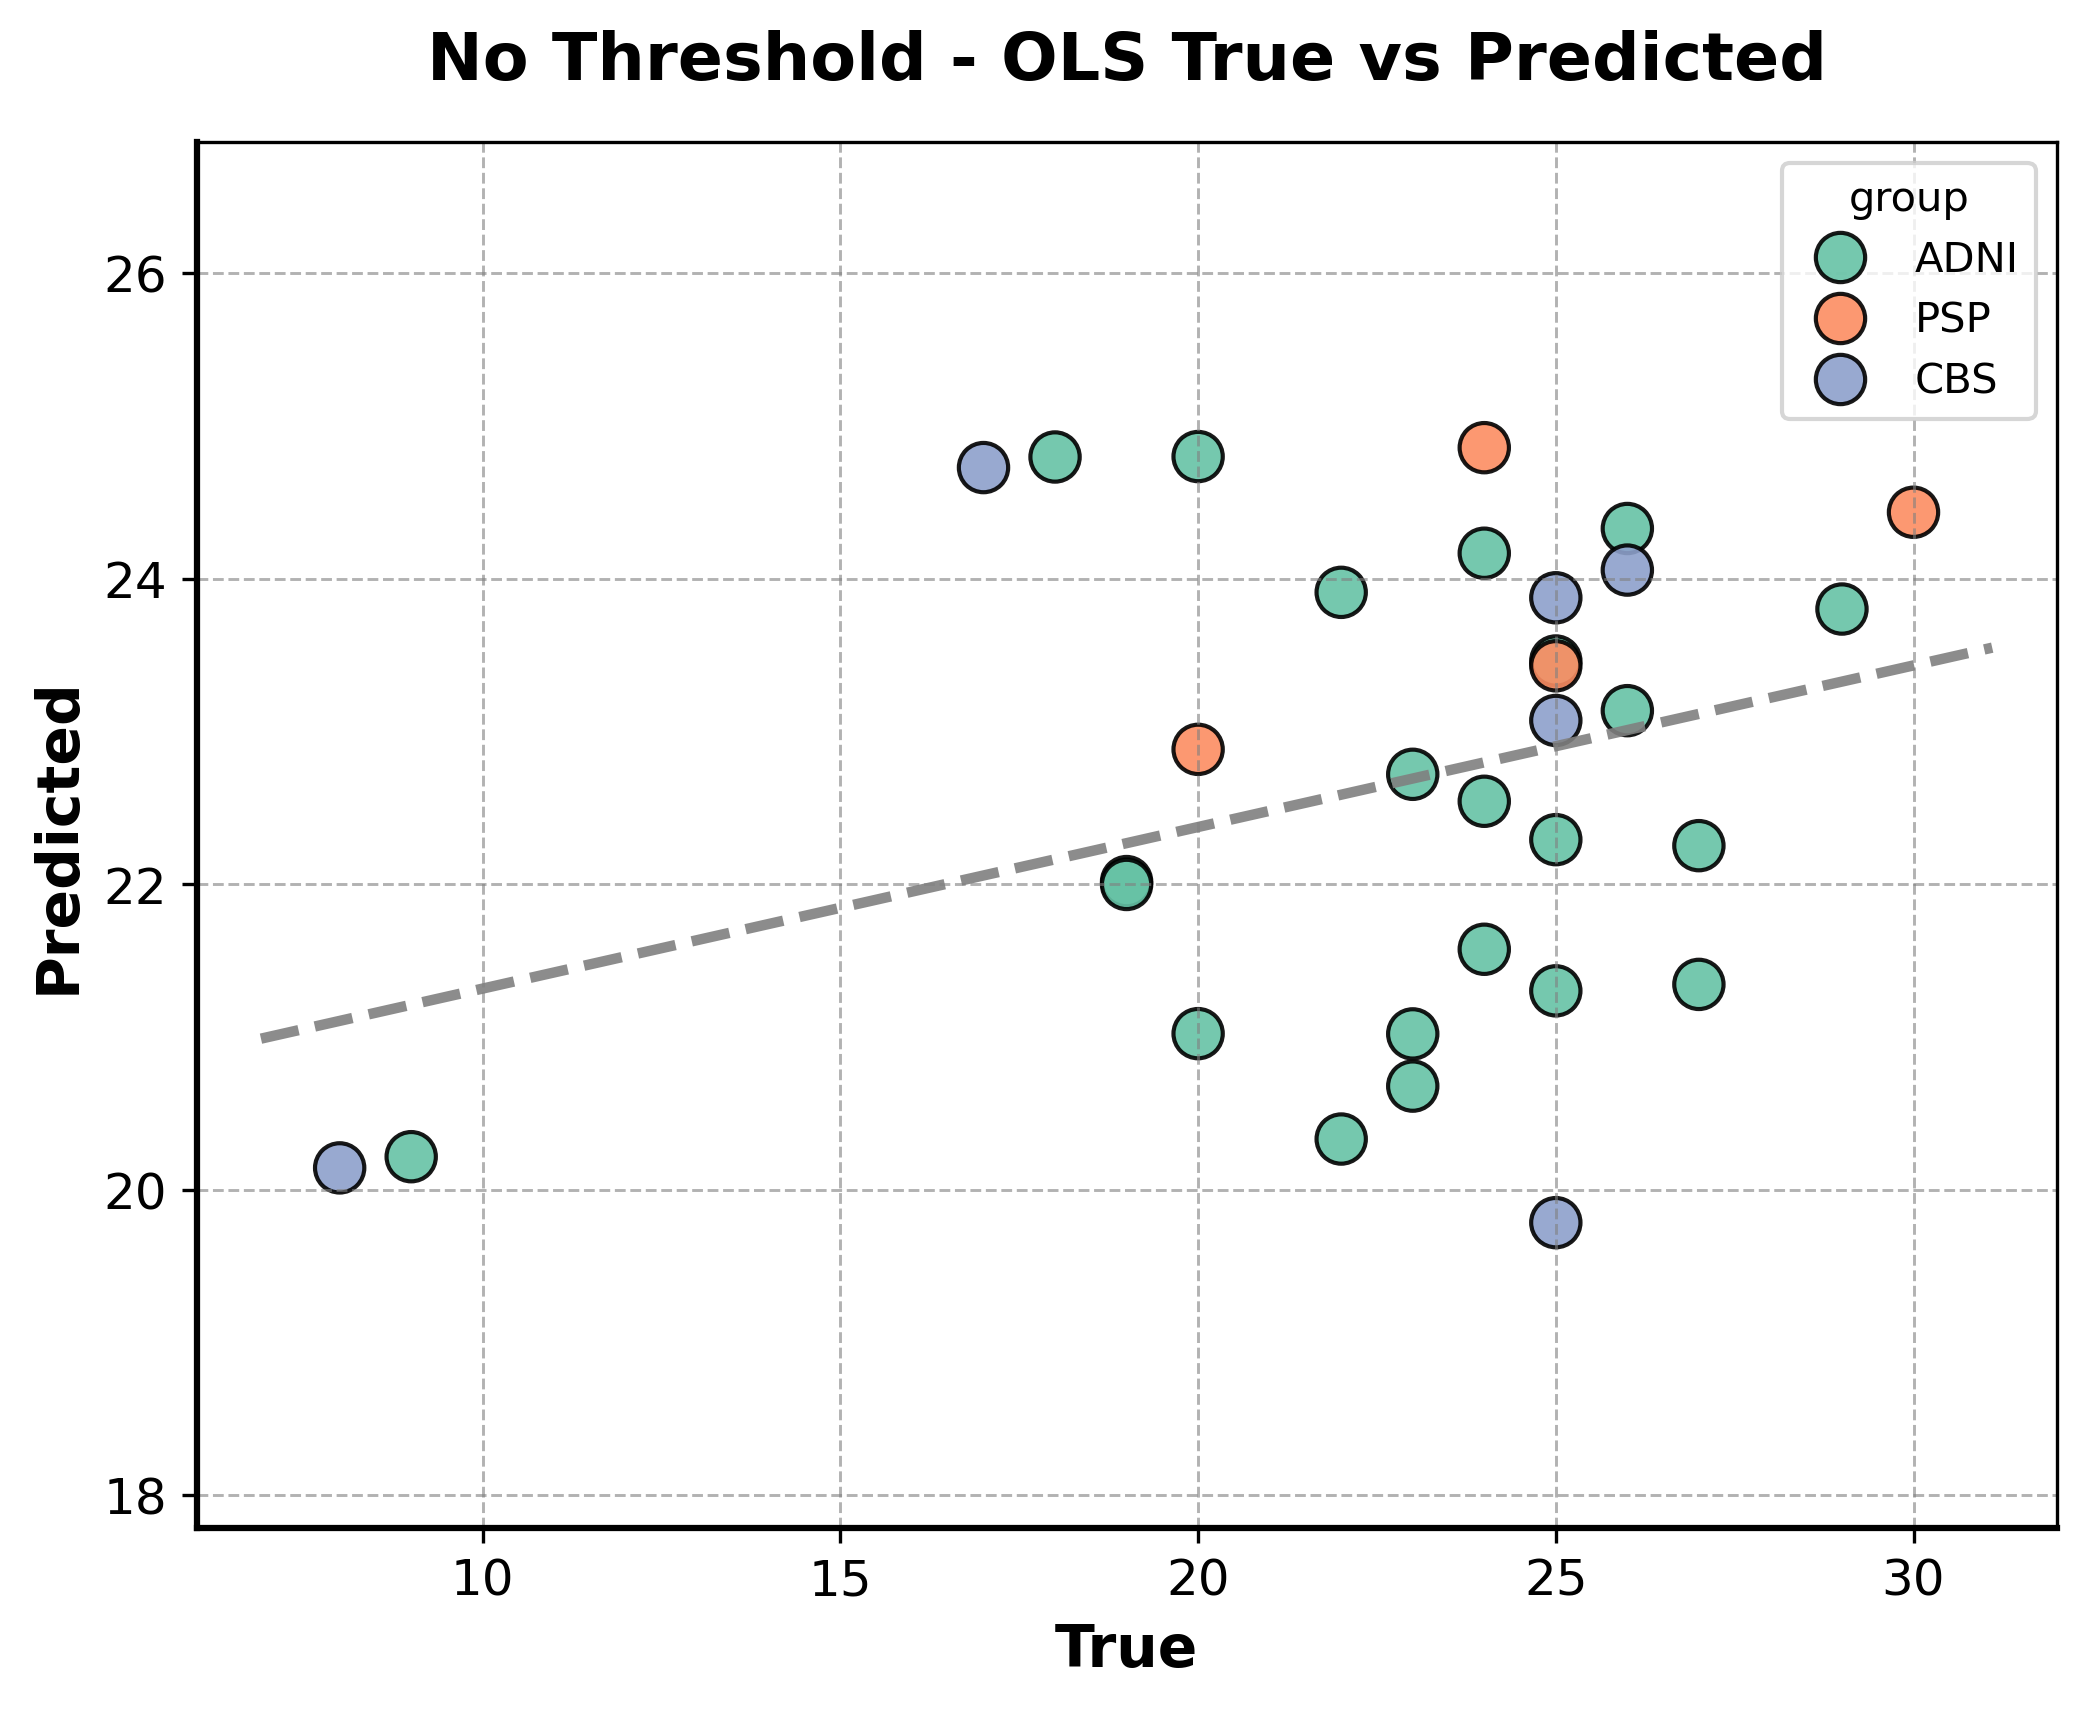 No Threshold - OLS True vs Predicted
group
ADNI
PSP
CBS
Predicted
26
24
22
20
18
10 15 20 25 30
True